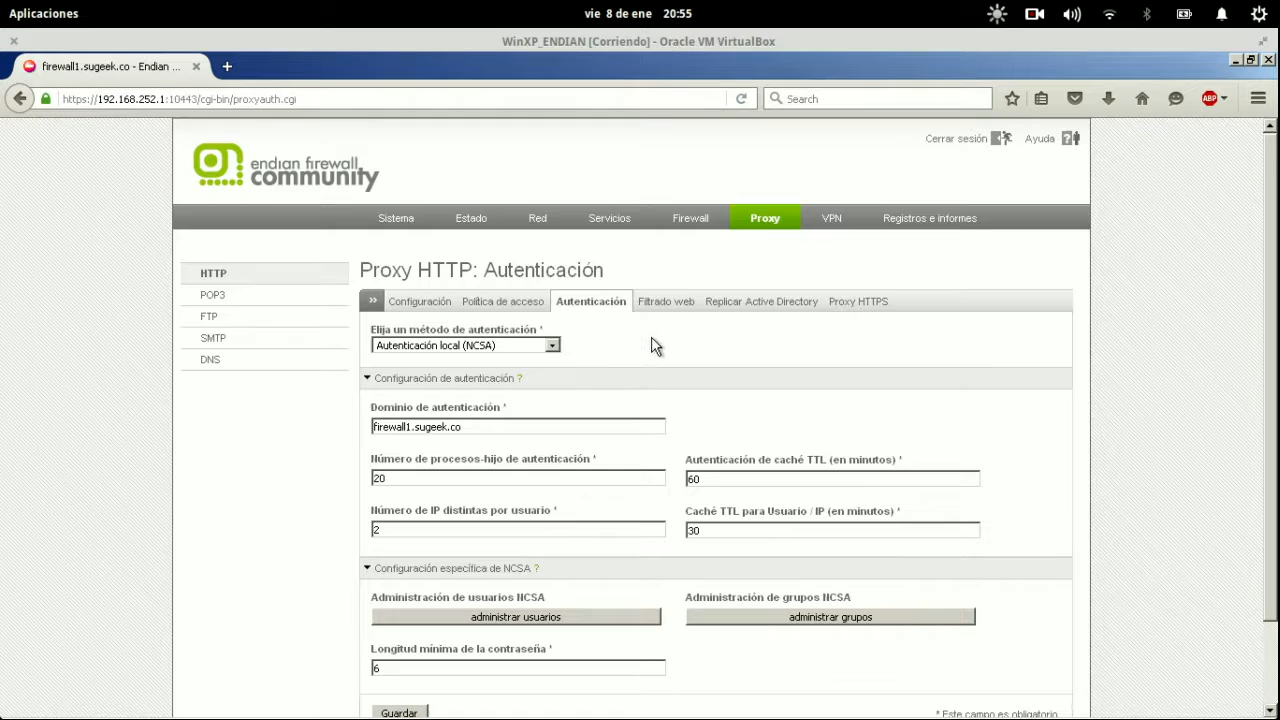 Aplicaciones
vie 8 de ene 20:55
WinXP_ENDIAN [Corriendo] - Oracle VM VirtualBox
firewall1.sugeek.co - Endian ...
https://192.168.252.1:10443/cgi-bin/proxyauth.cgi
Search
ABP
Cerrar sesión
Ayuda
endian firewall
community
Sistema
Estado
Red
Servicios
Firewall
Proxy
VPN
Registros e informes
HTTP
POP3
FTP
SMTP
DNS
Proxy HTTP: Autenticación
»
Configuración
Política de acceso
Autenticación
Filtrado web
Replicar Active Directory
Proxy HTTPS
Elija un método de autenticación *
Autenticación local (NCSA)
Configuración de autenticación ?
Dominio de autenticación *
firewall1.sugeek.co
Número de procesos-hijo de autenticación *
20
Autenticación de caché TTL (en minutos) *
60
Número de IP distintas por usuario *
2
Caché TTL para Usuario / IP (en minutos) *
30
Configuración específica de NCSA ?
Administración de usuarios NCSA
administrar usuarios
Administración de grupos NCSA
administrar grupos
Longitud mínima de la contraseña *
6
Guardar
* Este campo es obligatorio.